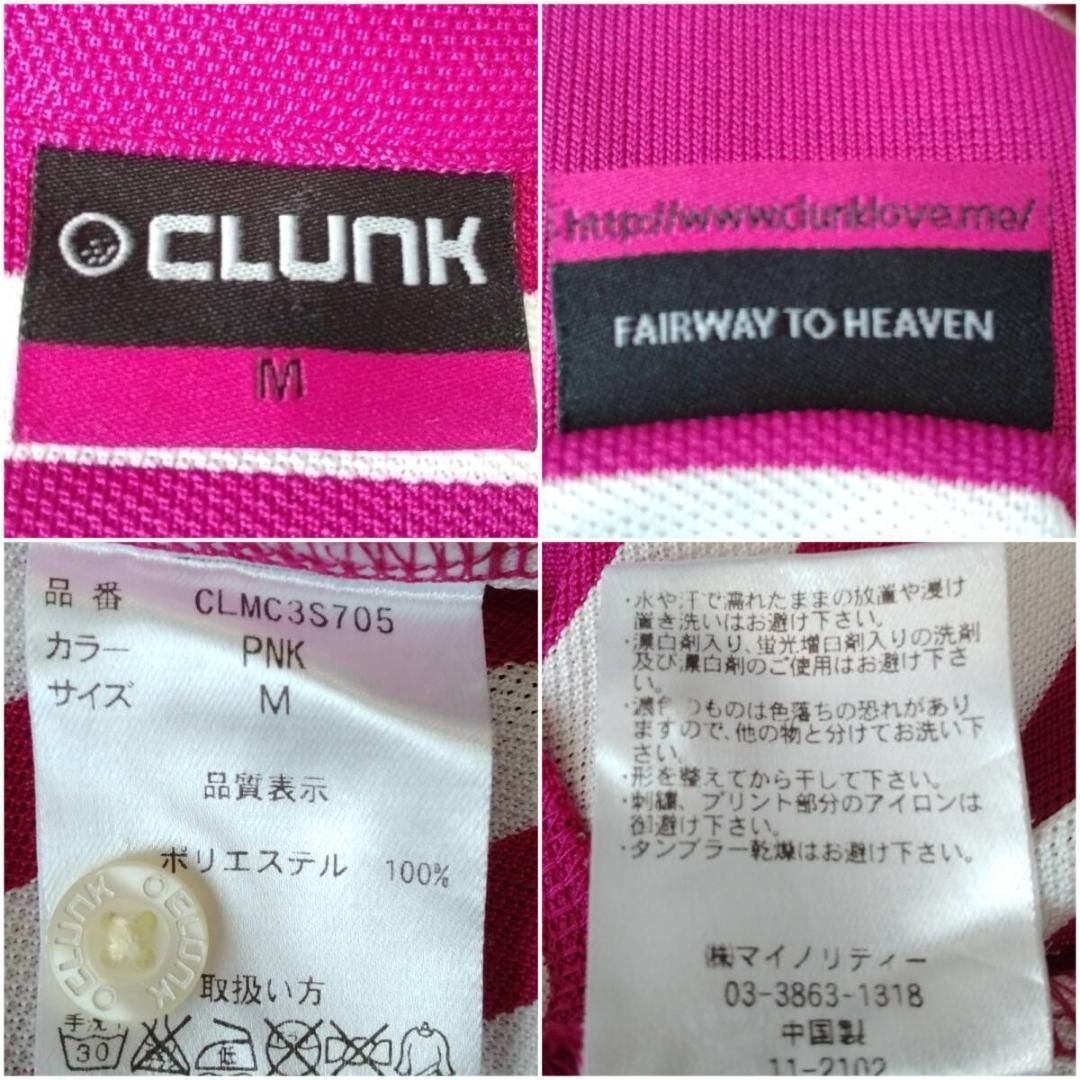 CLUNK
M
http://www.clunklove.me/
FAIRWAY TO HEAVEN
品番 CLMC3S705
カラー PNK
サイズ M
品質表示
ポリエステル 100%
CLUNK CLUNK
取扱い方
手洗イ
30
低
・水や汗で濡れたままの放置や浸け
置き洗いはお避け下さい。
・漂白剤入り、蛍光増白剤入りの洗剤
及び漂白剤のご使用はお避け下さ
い。
・濃色のものは色落ちの恐れがあり
ますので、他の物と分けてお洗い下
さい。
・形を整えてから干して下さい。
・刺繍、プリント部分のアイロンは
御避け下さい。
・タンブラー乾燥はお避け下さい。
㈱マイノリティー
03-3863-1318
中国製
11-2102